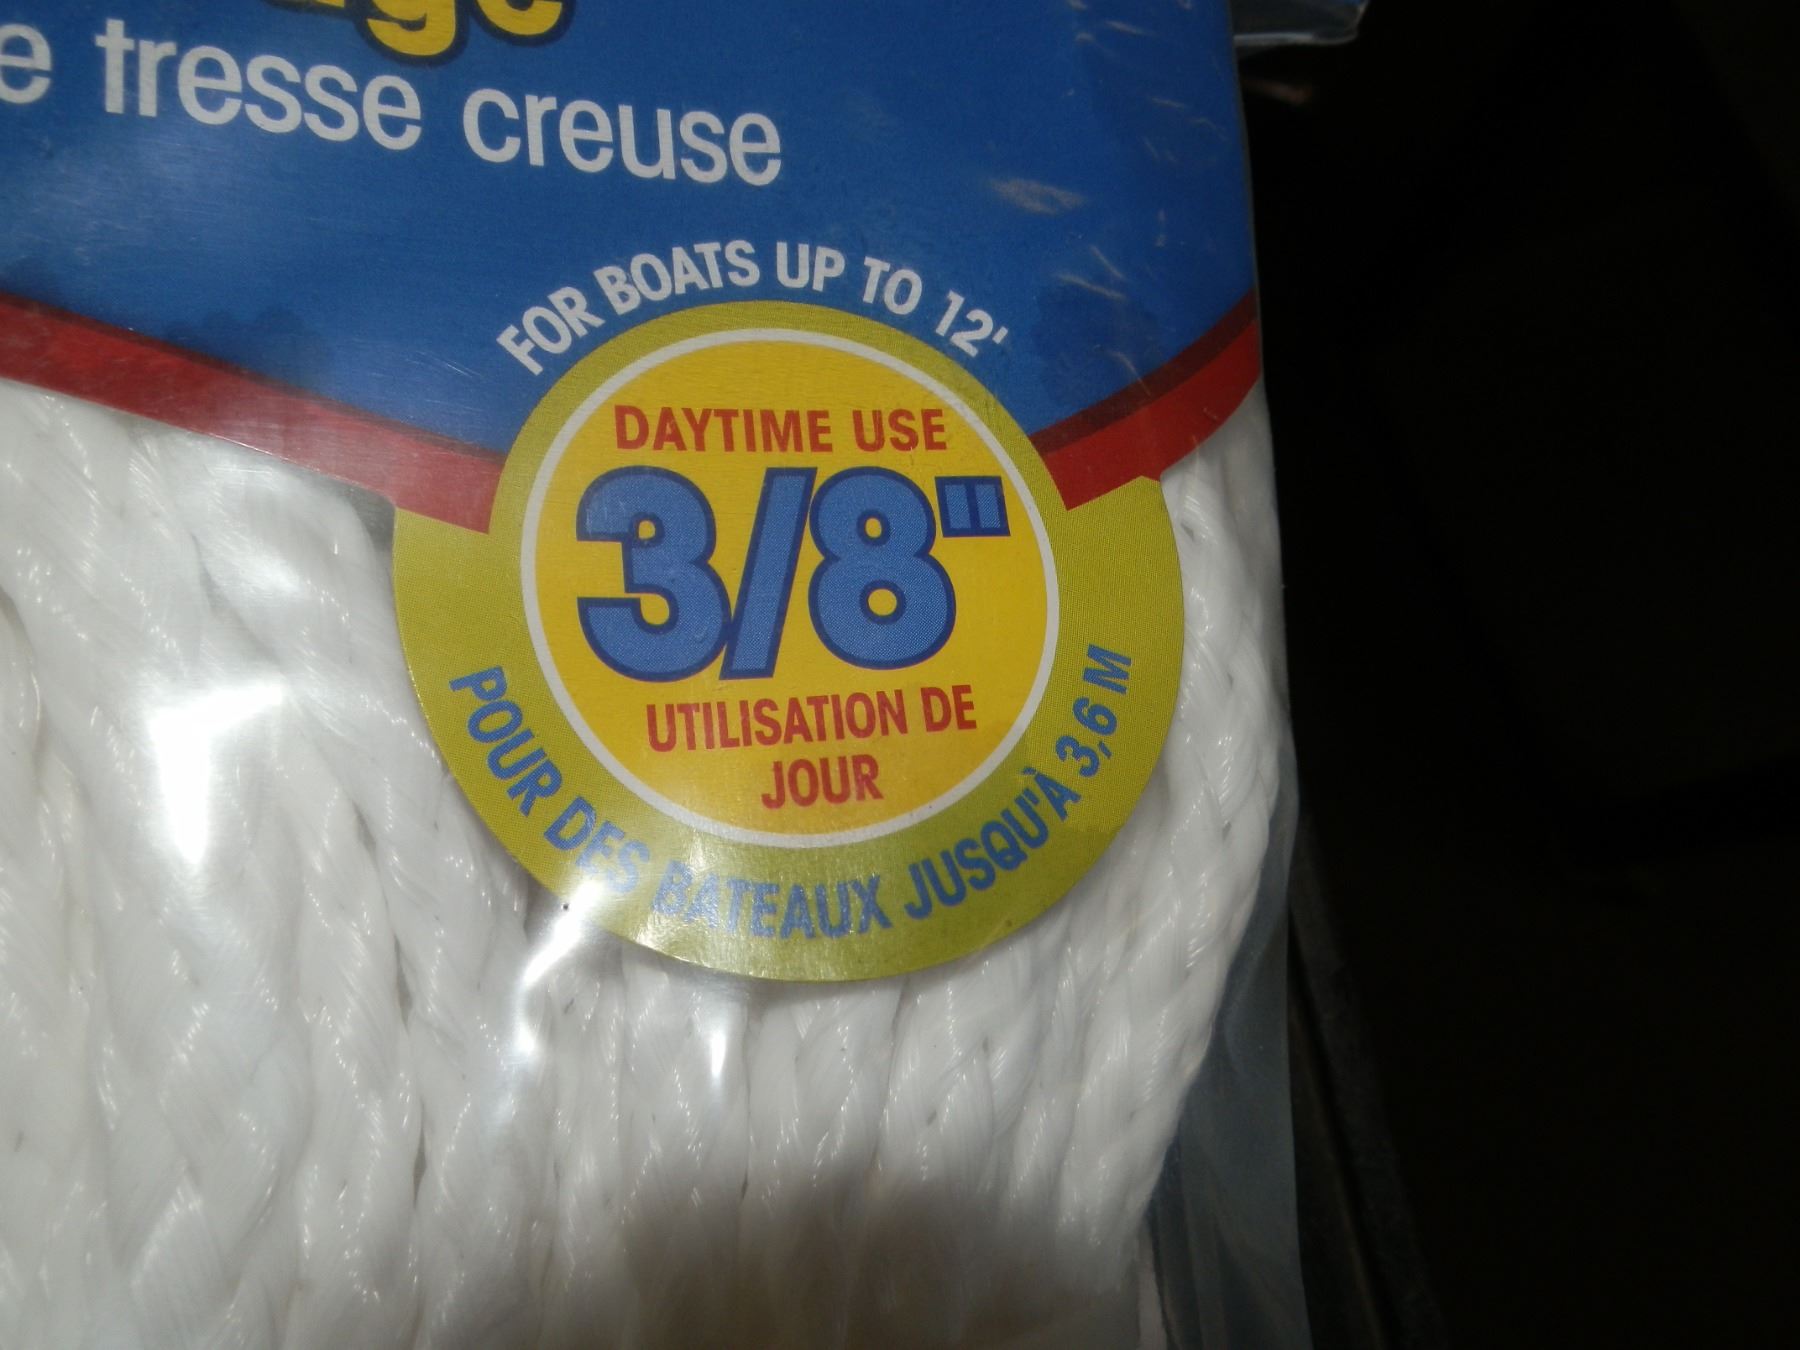 e tresse creuse
FOR BOATS UP TO 12'
DAYTIME USE
3/8"
UTILISATION DE
JOUR
POUR DES BATEAUX JUSQU'À 3,6 M